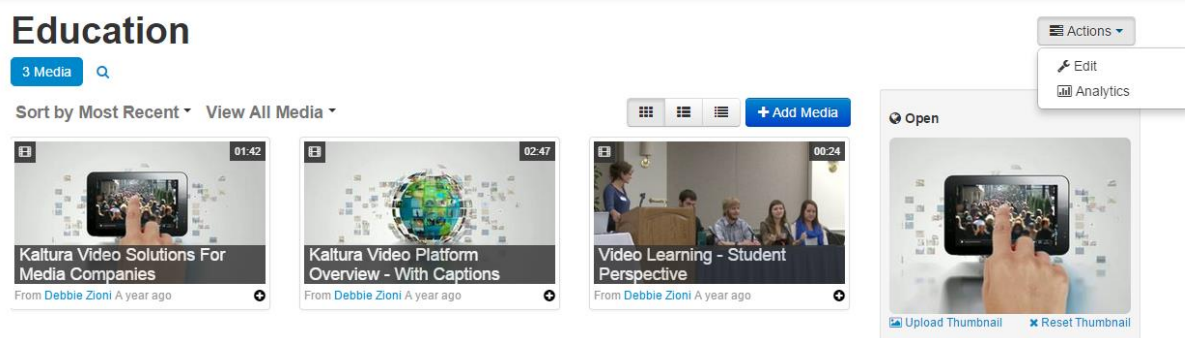 Education
Actions
3 Media
Edit
Analytics
Sort by Most Recent View All Media
+ Add Media
Open
01:42
02:47
00:24
Kaltura Video Solutions For
Media Companies
Kaltura Video Platform
Overview - With Captions
Video Learning - Student
Perspective
From Debbie Zioni A year ago
From Debbie Zioni A year ago
From Debbie Zioni A year ago
Upload Thumbnail
Reset Thumbnail